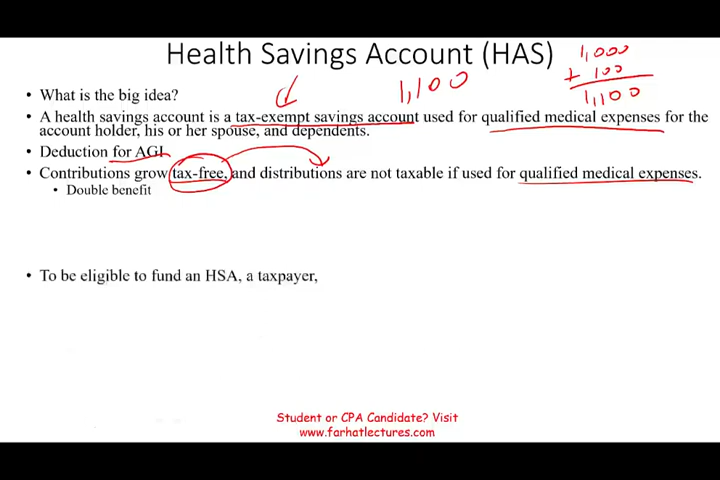 Health Savings Account (HAS)
1,000
+ 100
1,100
1,100
• What is the big idea?
• A health savings account is a tax-exempt savings account used for qualified medical expenses for the
account holder, his or her spouse, and dependents.
• Deduction for AGI.
• Contributions grow tax-free, and distributions are not taxable if used for qualified medical expenses.
• Double benefit
• To be eligible to fund an HSA, a taxpayer,
Student or CPA Candidate? Visit
www.farhatlectures.com